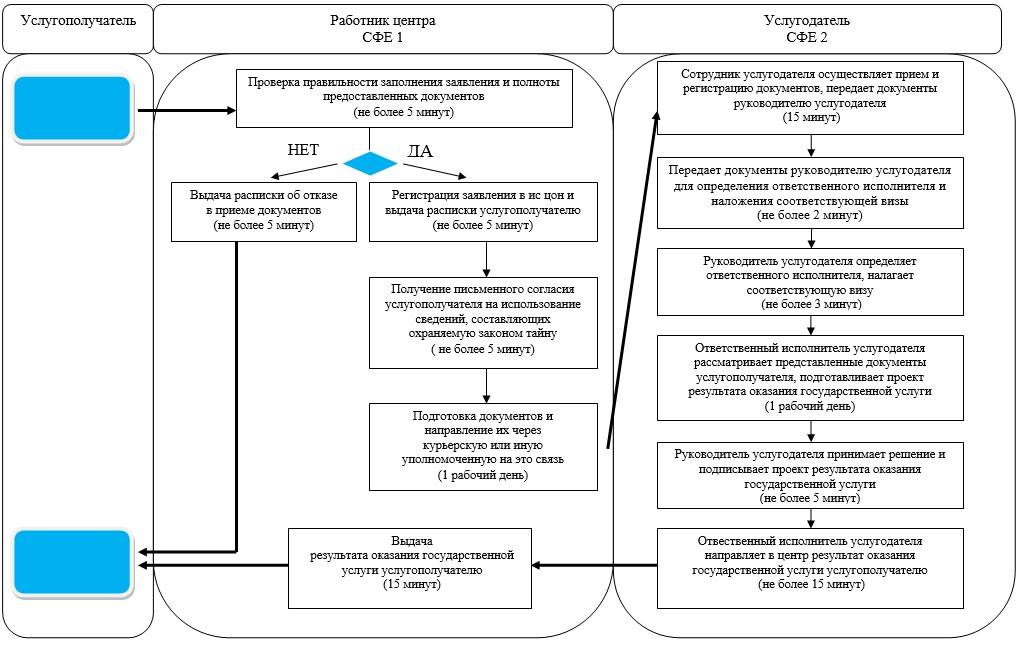 Услугополучатель
Работник центра
СФЕ 1
Услугодатель
СФЕ 2
Проверка правильности заполнения заявления и полноты
предоставленных документов
(не более 5 минут)
НЕТ
ДА
Выдача расписки об отказе
в приеме документов
(не более 5 минут)
Регистрация заявления в ис цон и
выдача расписки услугополучателю
(не более 5 минут)
Получение письменного согласия
услугополучателя на использование
сведений, составляющих
охраняемую законом тайну
( не более 5 минут)
Подготовка документов и
направление их через
курьерскую или иную
уполномоченную на это связь
(1 рабочий день)
Сотрудник услугодателя осуществляет прием и
регистрацию документов, передает документы
руководителю услугодателя
(15 минут)
Передает документы руководителю услугодателя
для определения ответственного исполнителя и
наложения соответствующей визы
(не более 2 минут)
Руководитель услугодателя определяет
ответственного исполнителя, налагает
соответствующую визу
(не более 3 минут)
Ответственный исполнитель услугодателя
рассматривает представленные документы
услугополучателя, подготавливает проект
результата оказания государственной услуги
(1 рабочий день)
Руководитель услугодателя принимает решение и
подписывает проект результата оказания
государственной услуги
(не более 5 минут)
Отвественный исполнитель услугодателя
направляет в центр результат оказания
государственной услуги услугополучателю
(не более 15 минут)
Выдача
результата оказания государственной
услуги услугополучателю
(15 минут)